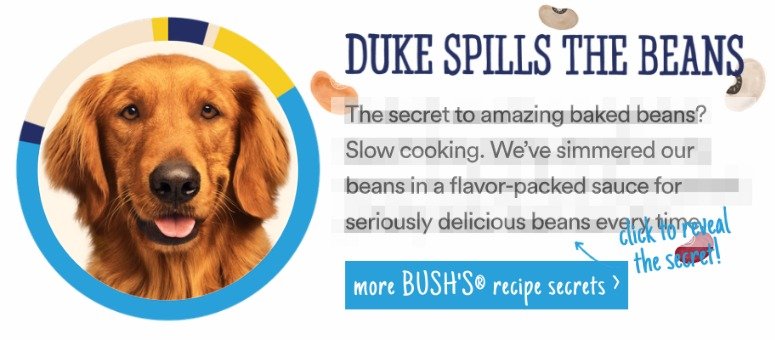 DUKE SPILLS THE BEANS
The secret to amazing baked beans?
Slow cooking. We've simmered our
beans in a flavor-packed sauce for
seriously delicious beans every time.
click to reveal
the secret!
more BUSH'S® recipe secrets >